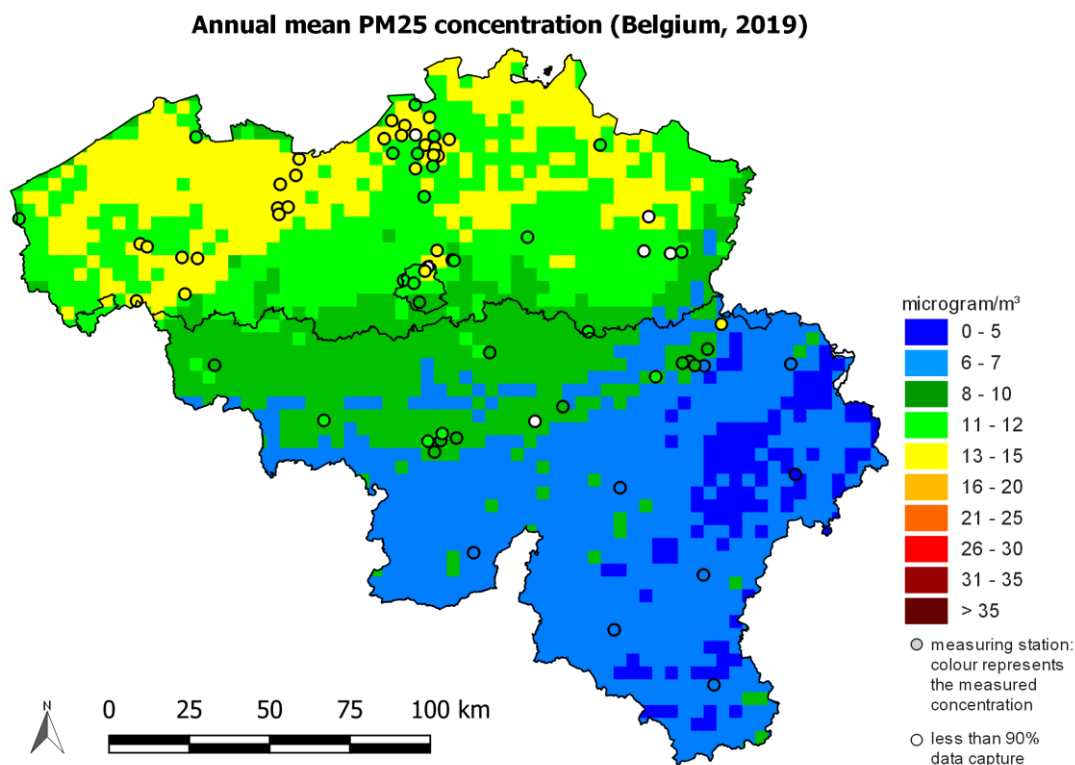 Annual mean PM25 concentration (Belgium, 2019)
microgram/m³
0 - 5
6 - 7
8 - 10
11 - 12
13 - 15
16 - 20
21 - 25
26 - 30
31 - 35
> 35
measuring station:
colour represents
the measured
concentration
less than 90%
data capture
N
0 25 50 75 100 km